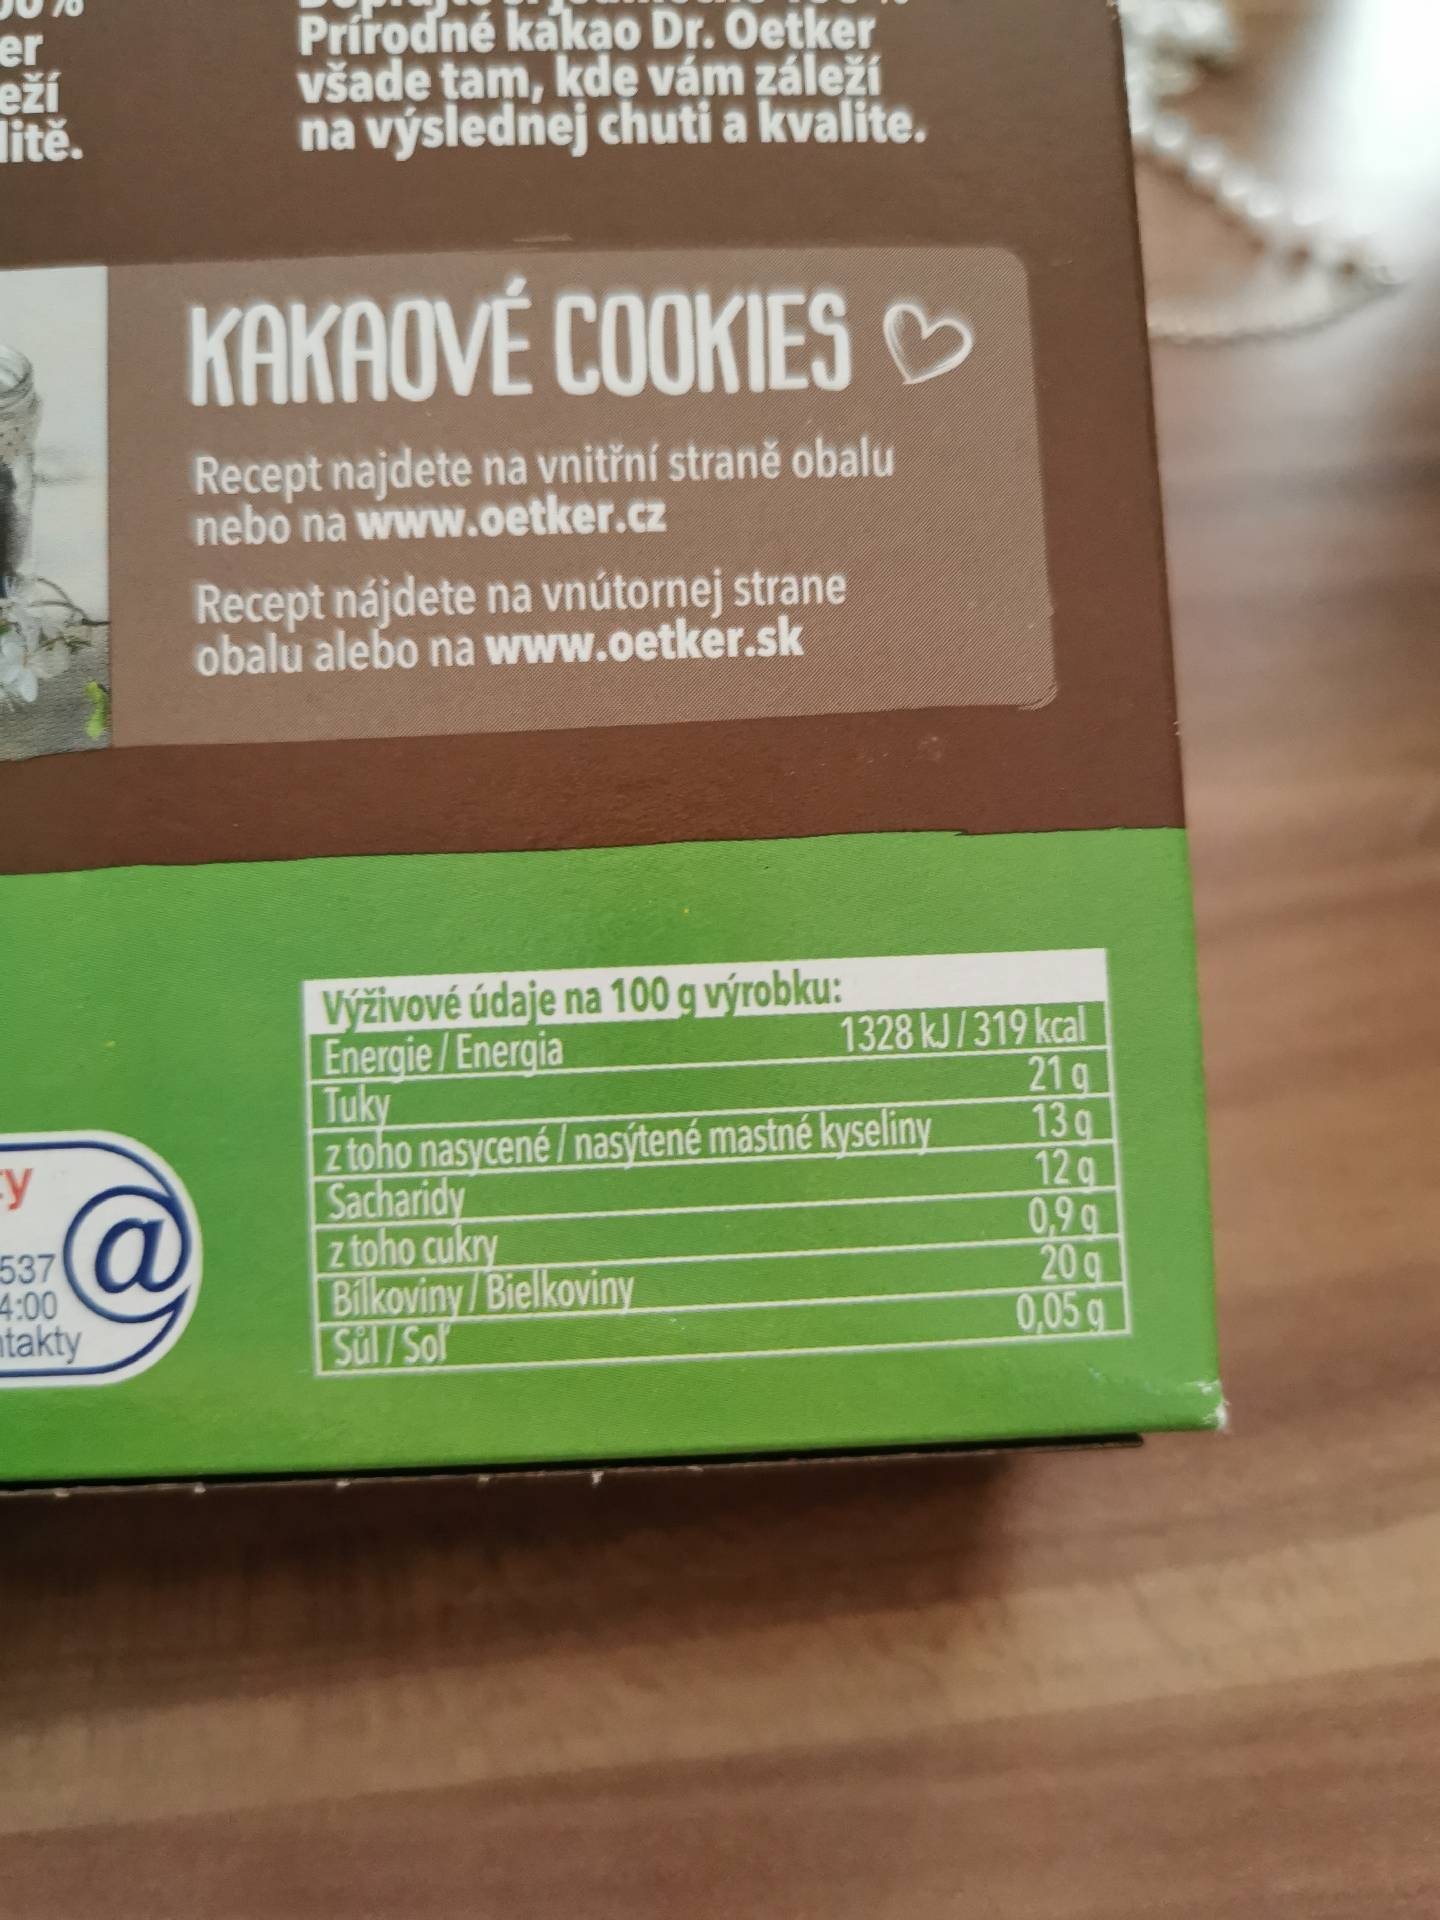 er
eží
litě.
Prírodné kakao Dr. Oetker
všade tam, kde vám záleží
na výslednej chuti a kvalite.
KAKAOVÉ COOKIES
Recept najdete na vnitřní straně obalu
nebo na www.oetker.cz
Recept nájdete na vnútornej strane
obalu alebo na www.oetker.sk
Výživové údaje na 100 g výrobku:
Energie / Energia 1328 kJ / 319 kcal
Tuky 21 g
z toho nasycené / nasýtené mastné kyseliny 13 g
Sacharidy 12 g
z toho cukry 0,9 g
Bílkoviny / Bielkoviny 20 g
Sůl / Soľ 0,05 g
y
@
537
4:00
ntakty